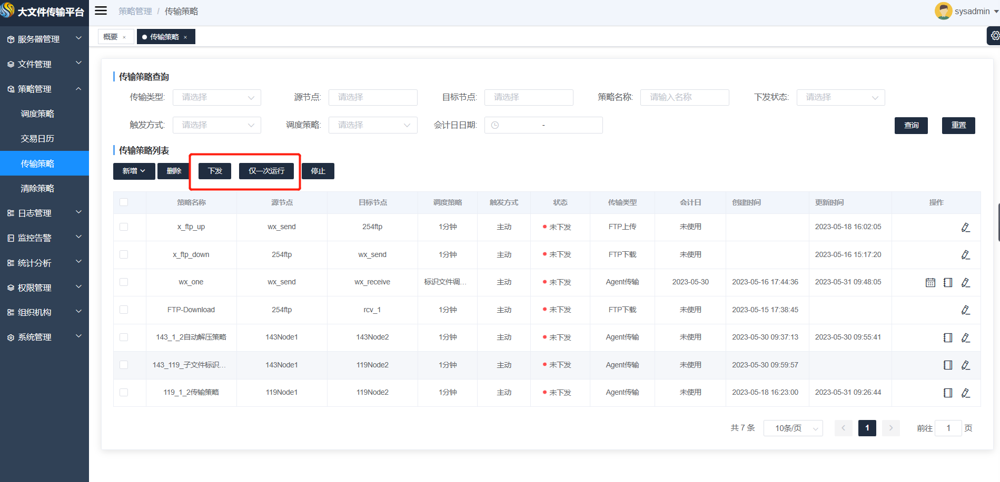 大文件传输平台
策略管理 / 传输策略
sysadmin
概要 ×
传输策略 ×
服务器管理
文件管理
策略管理
调度策略
交易日历
传输策略
清除策略
日志管理
监控告警
统计分析
权限管理
组织机构
系统管理
传输策略查询
传输类型: 请选择 源节点: 请选择 目标节点: 请选择 策略名称: 请输入名称 下发状态: 请选择
触发方式: 请选择 调度策略: 请选择 会计日日期: - 查询 重置
传输策略列表
新增 删除 下发 仅一次运行 停止
策略名称 源节点 目标节点 调度策略 触发方式 状态 传输类型 会计日 创建时间 更新时间 操作
x_ftp_up wx_send 254ftp 1分钟 主动 未下发 FTP上传 未使用 2023-05-18 16:02:05
x_ftp_down 254ftp wx_send 1分钟 主动 未下发 FTP下载 未使用 2023-05-16 15:17:20
wx_one wx_send wx_receive 标识文件调... 主动 未下发 Agent传输 2023-05-30 2023-05-16 17:44:36 2023-05-31 09:48:05
FTP-Download 254ftp rcv_1 1分钟 主动 未下发 FTP下载 未使用 2023-05-15 17:38:45
143_1_2自动解压策略 143Node1 143Node2 1分钟 主动 未下发 Agent传输 未使用 2023-05-30 09:37:13 2023-05-30 09:55:41
143_119_子文件标识... 143Node1 119Node2 1分钟 主动 未下发 Agent传输 未使用 2023-05-30 09:59:57
119_1_2传输策略 119Node1 119Node2 1分钟 主动 未下发 Agent传输 未使用 2023-05-18 16:23:00 2023-05-31 09:26:44
共 7 条 10条/页 1 前往 1 页